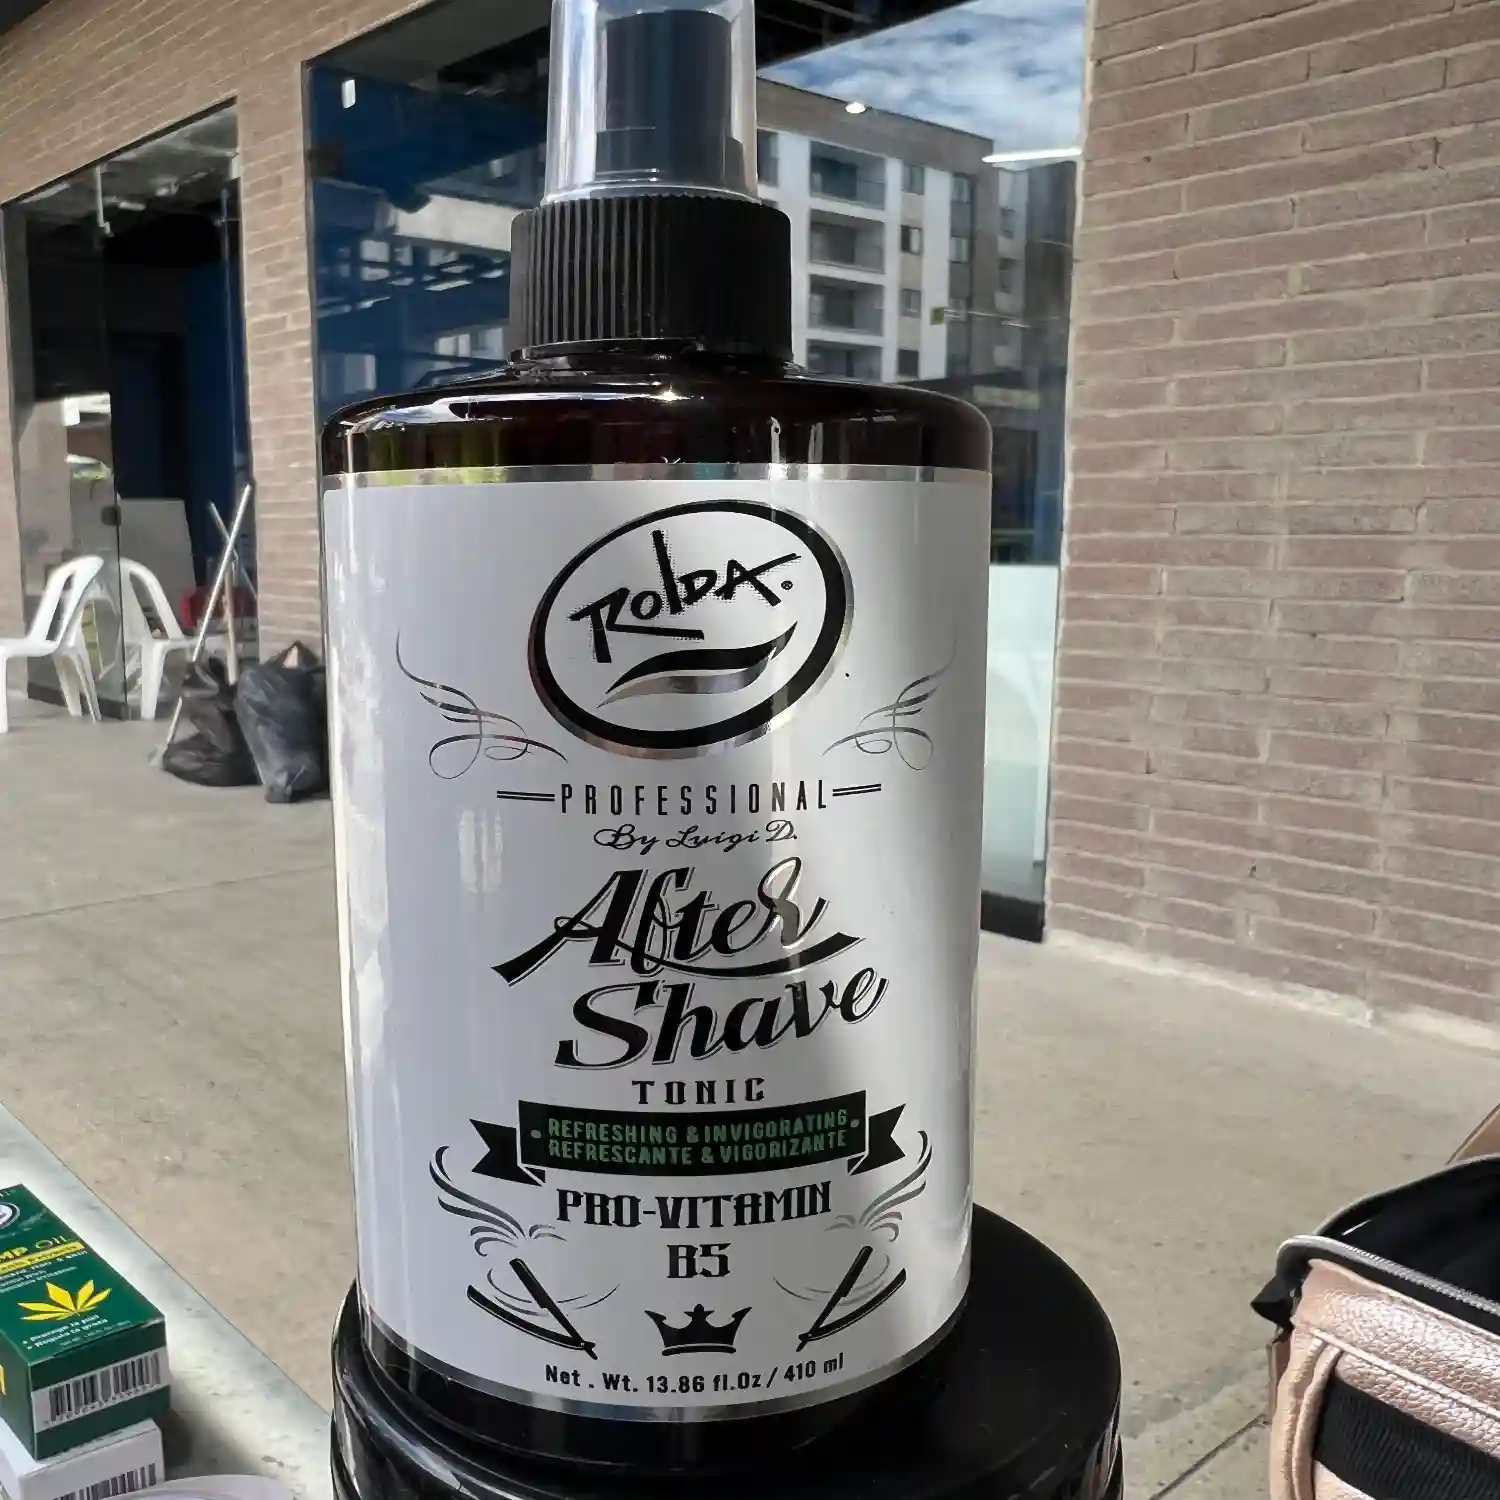 ROLDA.®
PROFESSIONAL
By Luigi D.
After
Shave
TONIC
• REFRESHING & INVIGORATING •
REFRESCANTE & VIGORIZANTE
PRO-VITAMIN
B5
Net . Wt. 13.86 fl.Oz / 410 ml
OIL